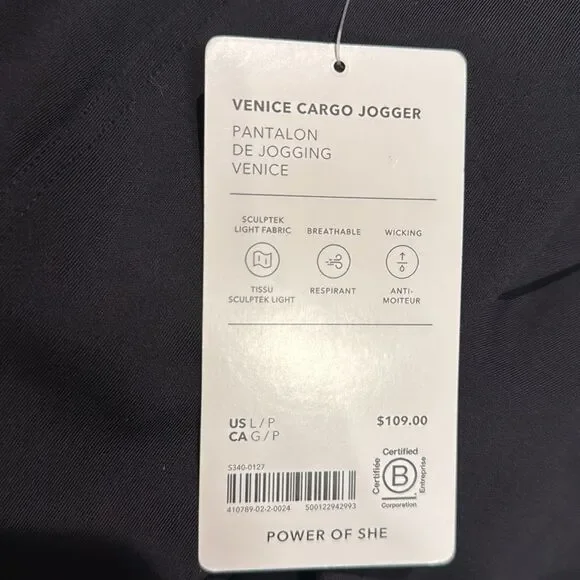 VENICE CARGO JOGGER
PANTALON
DE JOGGING
VENICE
SCULPTEK
LIGHT FABRIC
BREATHABLE
WICKING
TISSU
SCULPTEK LIGHT
RESPIRANT
ANTI-
MOITEUR
US L / P
CA G / P
$109.00
S340-0127
410789-02-2-0024 500122942993
Certified
Certifiée
B
Entreprise
Corporation
POWER OF SHE